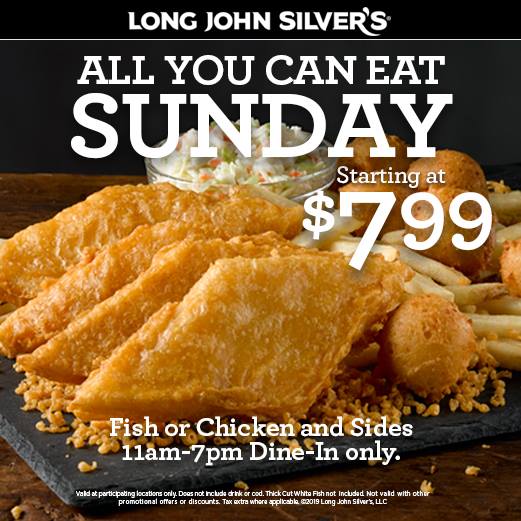 LONG JOHN SILVER'S®
ALL YOU CAN EAT
SUNDAY
Starting at
$7.99
Fish or Chicken and Sides
11am-7pm Dine-In only.
Valid at participating locations only. Does not include drink or cod. Thick Cut White Fish not included. Not valid with other
promotional offers or discounts. Tax extra where applicable. ©2019 Long John Silver's, LLC